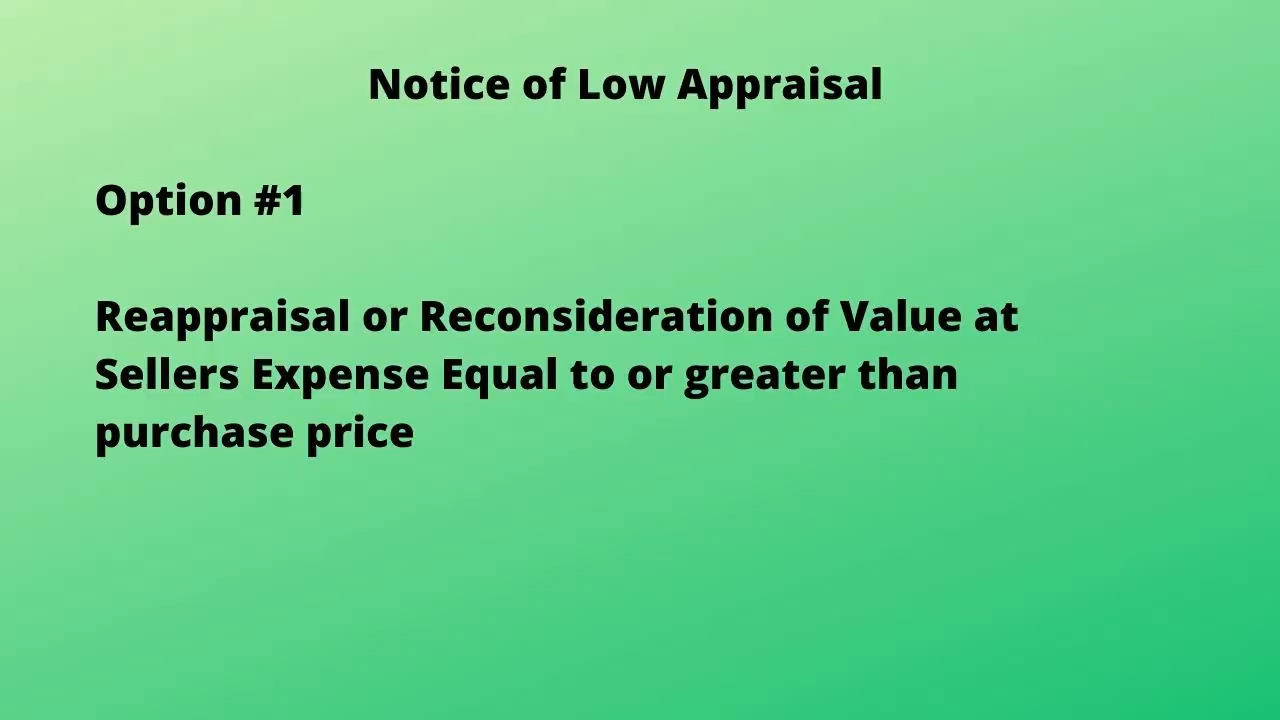 Notice of Low Appraisal
Option #1
Reappraisal or Reconsideration of Value at
Sellers Expense Equal to or greater than
purchase price